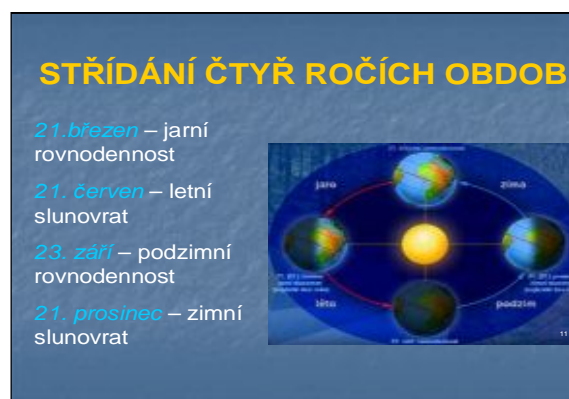 STŘÍDÁNÍ ČTYŘ ROČÍCH OBDOB
21.březen – jarní
rovnodennost
21. červen – letní
slunovrat
23. září – podzimní
rovnodennost
21. prosinec – zimní
slunovrat
jaro
zima
léto
podzim
11